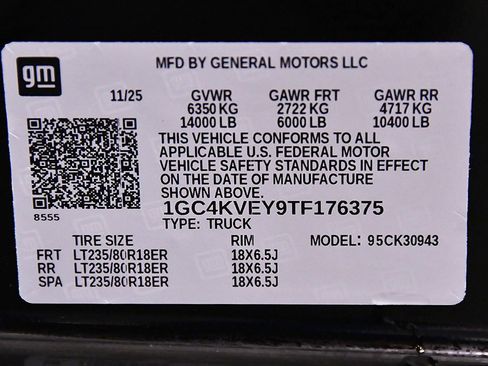 gm
MFD BY GENERAL MOTORS LLC
11/25 GVWR GAWR FRT GAWR RR
6350 KG 2722 KG 4717 KG
14000 LB 6000 LB 10400 LB
THIS VEHICLE CONFORMS TO ALL
APPLICABLE U.S. FEDERAL MOTOR
VEHICLE SAFETY STANDARDS IN EFFECT
ON THE DATE OF MANUFACTURE
SHOWN ABOVE.
8555
1GC4KVEY9TF176375
TYPE: TRUCK
TIRE SIZE RIM MODEL: 95CK30943
FRT LT235/80R18ER 18X6.5J
RR LT235/80R18ER 18X6.5J
SPA LT235/80R18ER 18X6.5J